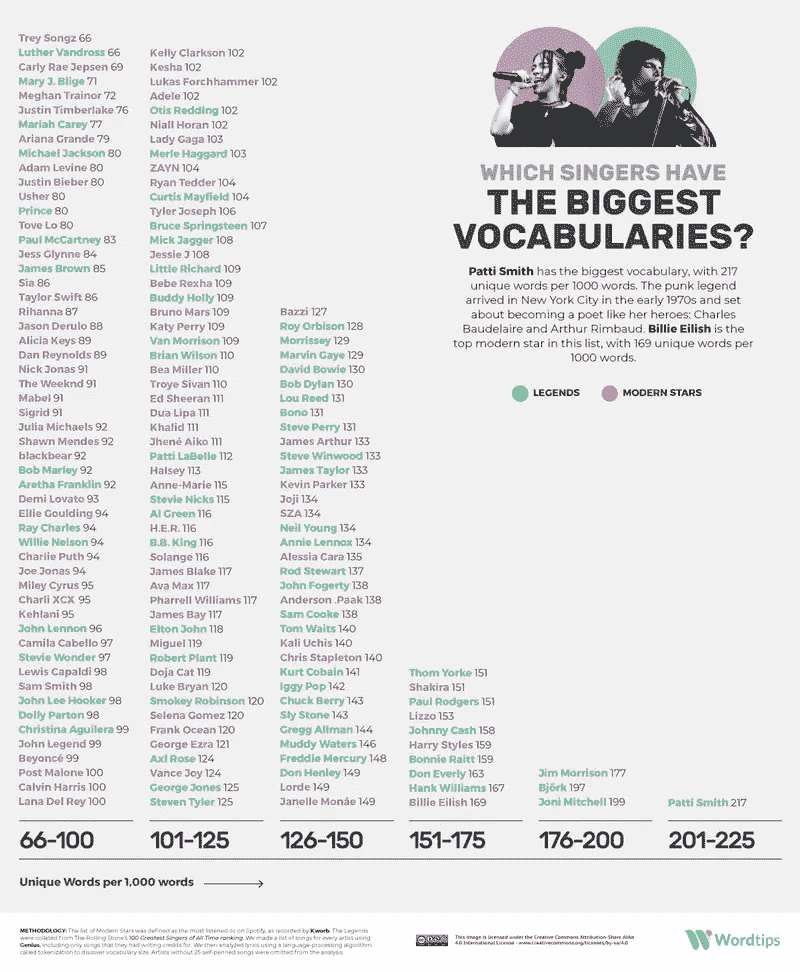 WHICH SINGERS HAVE
THE BIGGEST
VOCABULARIES?
Patti Smith has the biggest vocabulary, with 217
unique words per 1000 words. The punk legend
arrived in New York City in the early 1970s and set
about becoming a poet like her heroes: Charles
Baudelaire and Arthur Rimbaud. Billie Eilish is the
top modern star in this list, with 169 unique words per
1000 words.
LEGENDS
MODERN STARS
Trey Songz 66
Luther Vandross 66
Carly Rae Jepsen 69
Mary J. Blige 71
Meghan Trainor 72
Justin Timberlake 76
Mariah Carey 77
Ariana Grande 79
Michael Jackson 80
Adam Levine 80
Justin Bieber 80
Usher 80
Prince 80
Tove Lo 80
Paul McCartney 83
Jess Glynne 84
James Brown 85
Sia 86
Taylor Swift 86
Rihanna 87
Jason Derulo 88
Alicia Keys 89
Dan Reynolds 89
Nick Jonas 91
The Weeknd 91
Mabel 91
Sigrid 91
Julia Michaels 92
Shawn Mendes 92
blackbear 92
Bob Marley 92
Aretha Franklin 92
Demi Lovato 93
Ellie Goulding 94
Ray Charles 94
Willie Nelson 94
Charlie Puth 94
Joe Jonas 94
Miley Cyrus 95
Charli XCX 95
Kehlani 95
John Lennon 96
Camila Cabello 97
Stevie Wonder 97
Lewis Capaldi 98
Sam Smith 98
John Lee Hooker 98
Dolly Parton 98
Christina Aguilera 99
John Legend 99
Beyoncé 99
Post Malone 100
Calvin Harris 100
Lana Del Rey 100
66-100
Kelly Clarkson 102
Kesha 102
Lukas Forchhammer 102
Adele 102
Otis Redding 102
Niall Horan 102
Lady Gaga 103
Merle Haggard 103
ZAYN 104
Ryan Tedder 104
Curtis Mayfield 104
Tyler Joseph 106
Bruce Springsteen 107
Mick Jagger 108
Jessie J 108
Little Richard 109
Bebe Rexha 109
Buddy Holly 109
Bruno Mars 109
Katy Perry 109
Van Morrison 109
Brian Wilson 110
Bea Miller 110
Troye Sivan 110
Ed Sheeran 111
Dua Lipa 111
Khalid 111
Jhené Aiko 111
Patti LaBelle 112
Halsey 113
Anne-Marie 115
Stevie Nicks 115
Al Green 116
H.E.R. 116
B.B. King 116
Solange 116
James Blake 117
Ava Max 117
Pharrell Williams 117
James Bay 117
Elton John 118
Miguel 119
Robert Plant 119
Doja Cat 119
Luke Bryan 120
Smokey Robinson 120
Selena Gomez 120
Frank Ocean 120
George Ezra 121
Axl Rose 124
Vance Joy 124
George Jones 125
Steven Tyler 125
101-125
Bazzi 127
Roy Orbison 128
Morrissey 129
Marvin Gaye 129
David Bowie 130
Bob Dylan 130
Lou Reed 131
Bono 131
Steve Perry 131
James Arthur 133
Steve Winwood 133
James Taylor 133
Kevin Parker 133
Joji 134
SZA 134
Neil Young 134
Annie Lennox 134
Alessia Cara 135
Rod Stewart 137
John Fogerty 138
Anderson .Paak 138
Sam Cooke 138
Tom Waits 140
Kali Uchis 140
Chris Stapleton 140
Kurt Cobain 141
Iggy Pop 142
Chuck Berry 143
Sly Stone 143
Gregg Allman 144
Muddy Waters 146
Freddie Mercury 148
Don Henley 149
Lorde 149
Janelle Monáe 149
126-150
Thom Yorke 151
Shakira 151
Paul Rodgers 151
Lizzo 153
Johnny Cash 158
Harry Styles 159
Bonnie Raitt 159
Don Everly 163
Hank Williams 167
Billie Eilish 169
151-175
Jim Morrison 177
Björk 197
Joni Mitchell 199
176-200
Patti Smith 217
201-225
Unique Words per 1,000 words
METHODOLOGY: The list of Modern Stars was defined as the most listened-to on Spotify, as recorded by Kworb. The Legends
were collated from The Rolling Stone's 100 Greatest Singers of All Time ranking. We made a list of songs for every artist using
Genius, including only songs that they had writing credits for. We then analyzed lyrics using a language-processing algorithm
called tokenization to discover vocabulary size. Artists without 25 self-penned songs were omitted from the analysis.
This image is licensed under the Creative Commons Attribution-Share Alike
4.0 International License - www.creativecommons.org/licenses/by-sa/4.0
Wordtips